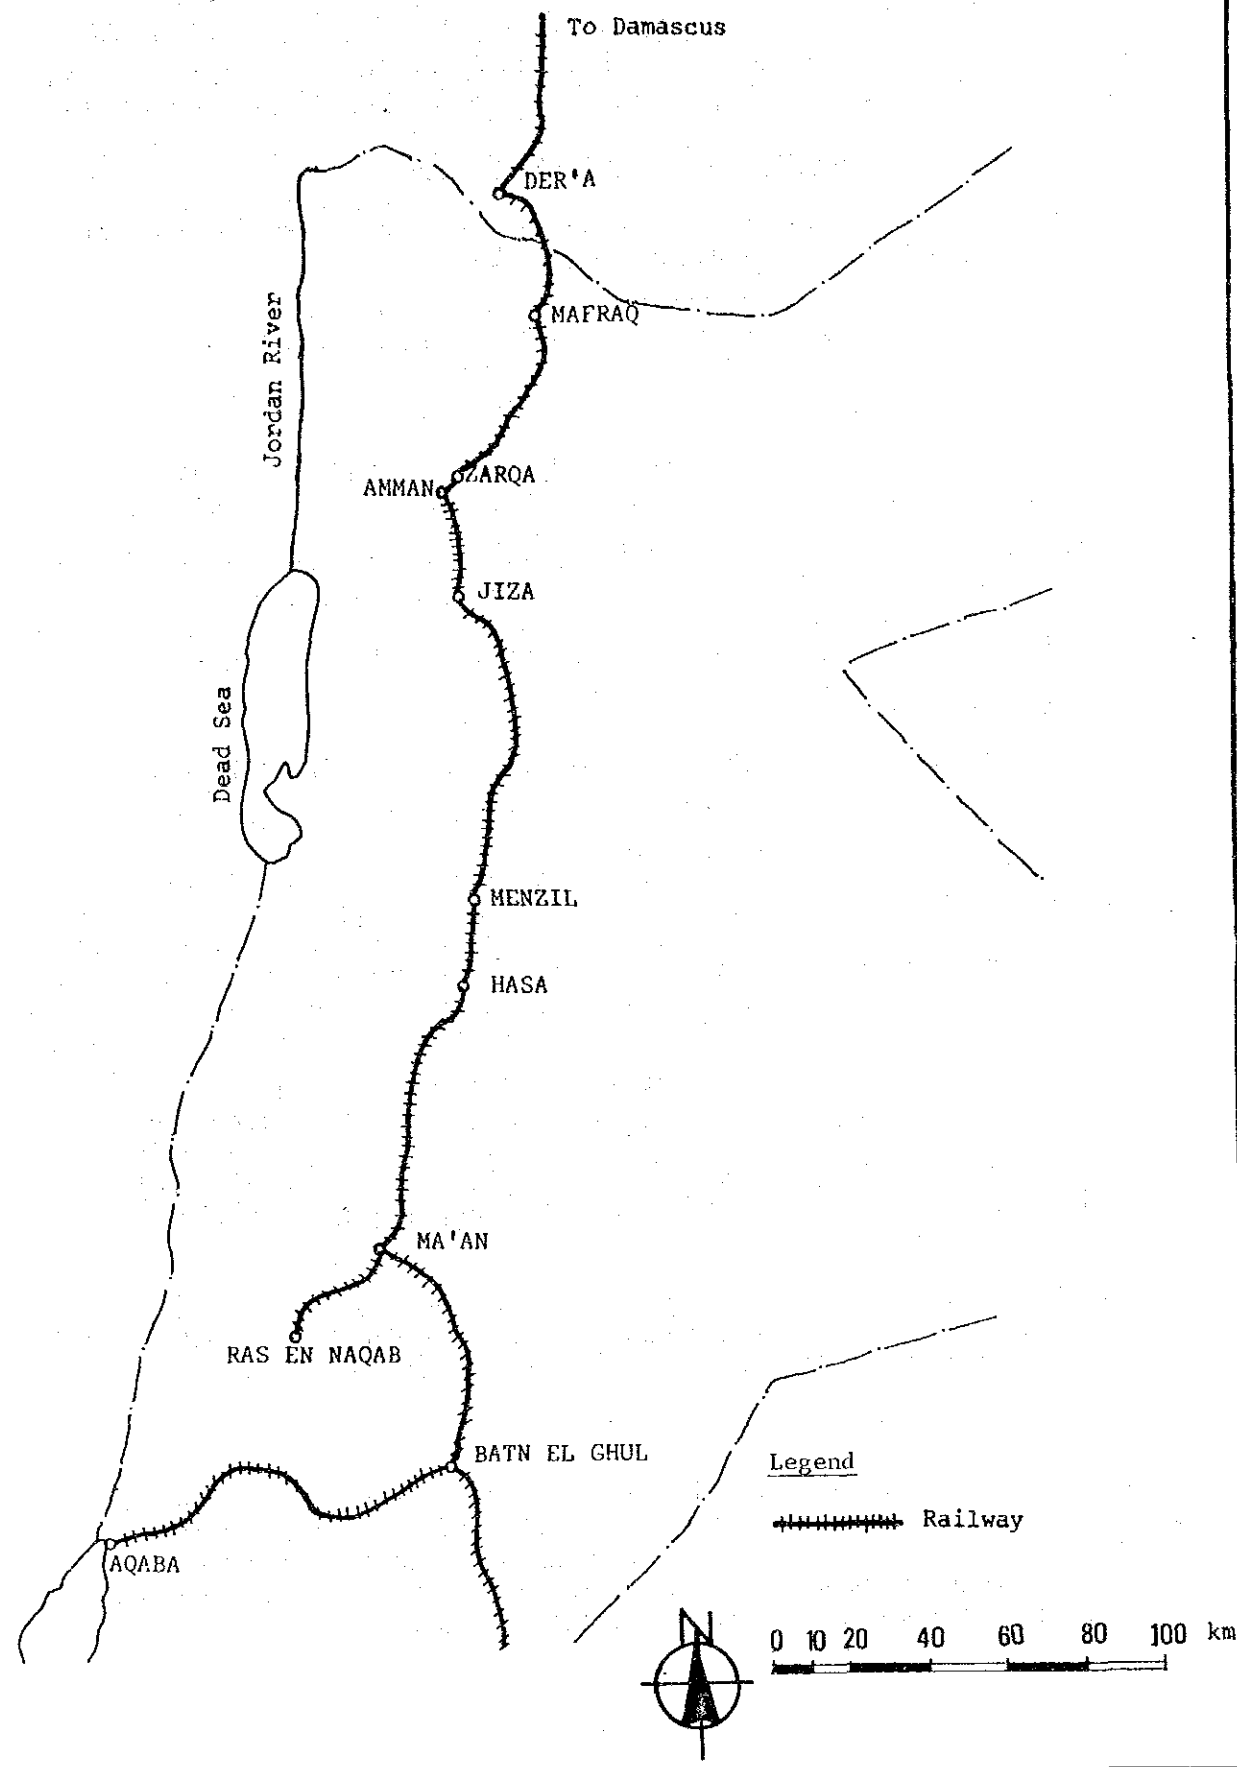 To Damascus
DER'A
Jordan River
MAFRAQ
ZARQA
AMMAN
JIZA
Dead Sea
MENZIL
HASA
MA'AN
RAS EN NAQAB
BATN EL GHUL
Legend
Railway
AQABA
N
0 10 20 40 60 80 100 km